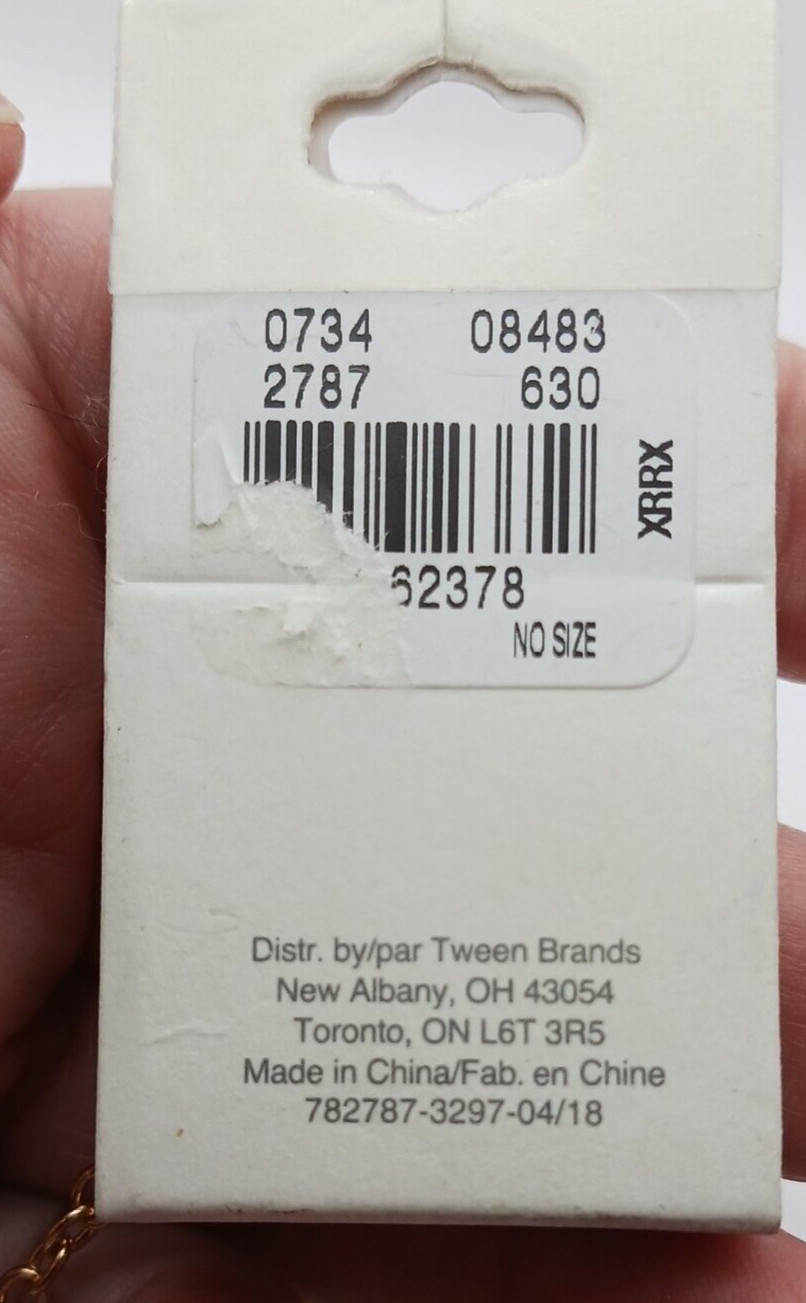 0734 08483
2787 630
XRRX
62378
NO SIZE
Distr. by/par Tween Brands
New Albany, OH 43054
Toronto, ON L6T 3R5
Made in China/Fab. en Chine
782787-3297-04/18